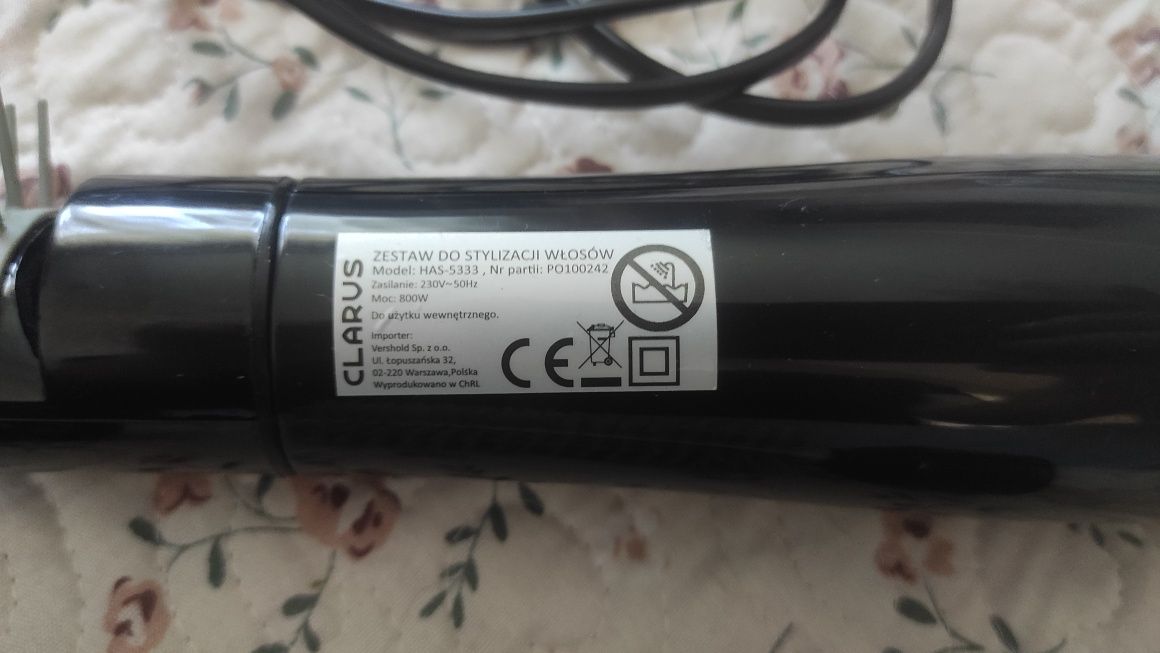 CLARUS
ZESTAW DO STYLIZACJI WŁOSÓW
Model: HAS-5333 , Nr partii: PO100242
Zasilanie: 230V~50Hz
Moc: 800W
Do użytku wewnętrznego.
Importer:
Vershold Sp. z o.o.
Ul. Łopuszańska 32,
02-220 Warszawa,Polska
Wyprodukowano w ChRL
CE